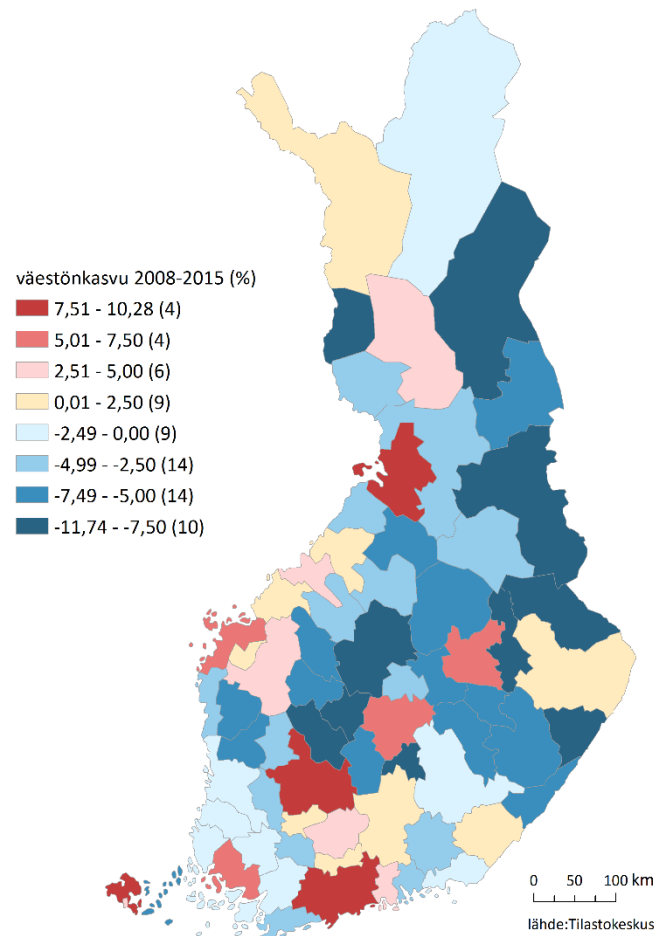 väestönkasvu 2008-2015 (%)
7,51 - 10,28 (4)
5,01 - 7,50 (4)
2,51 - 5,00 (6)
0,01 - 2,50 (9)
-2,49 - 0,00 (9)
-4,99 - -2,50 (14)
-7,49 - -5,00 (14)
-11,74 - -7,50 (10)
0 50 100 km
lähde:Tilastokeskus